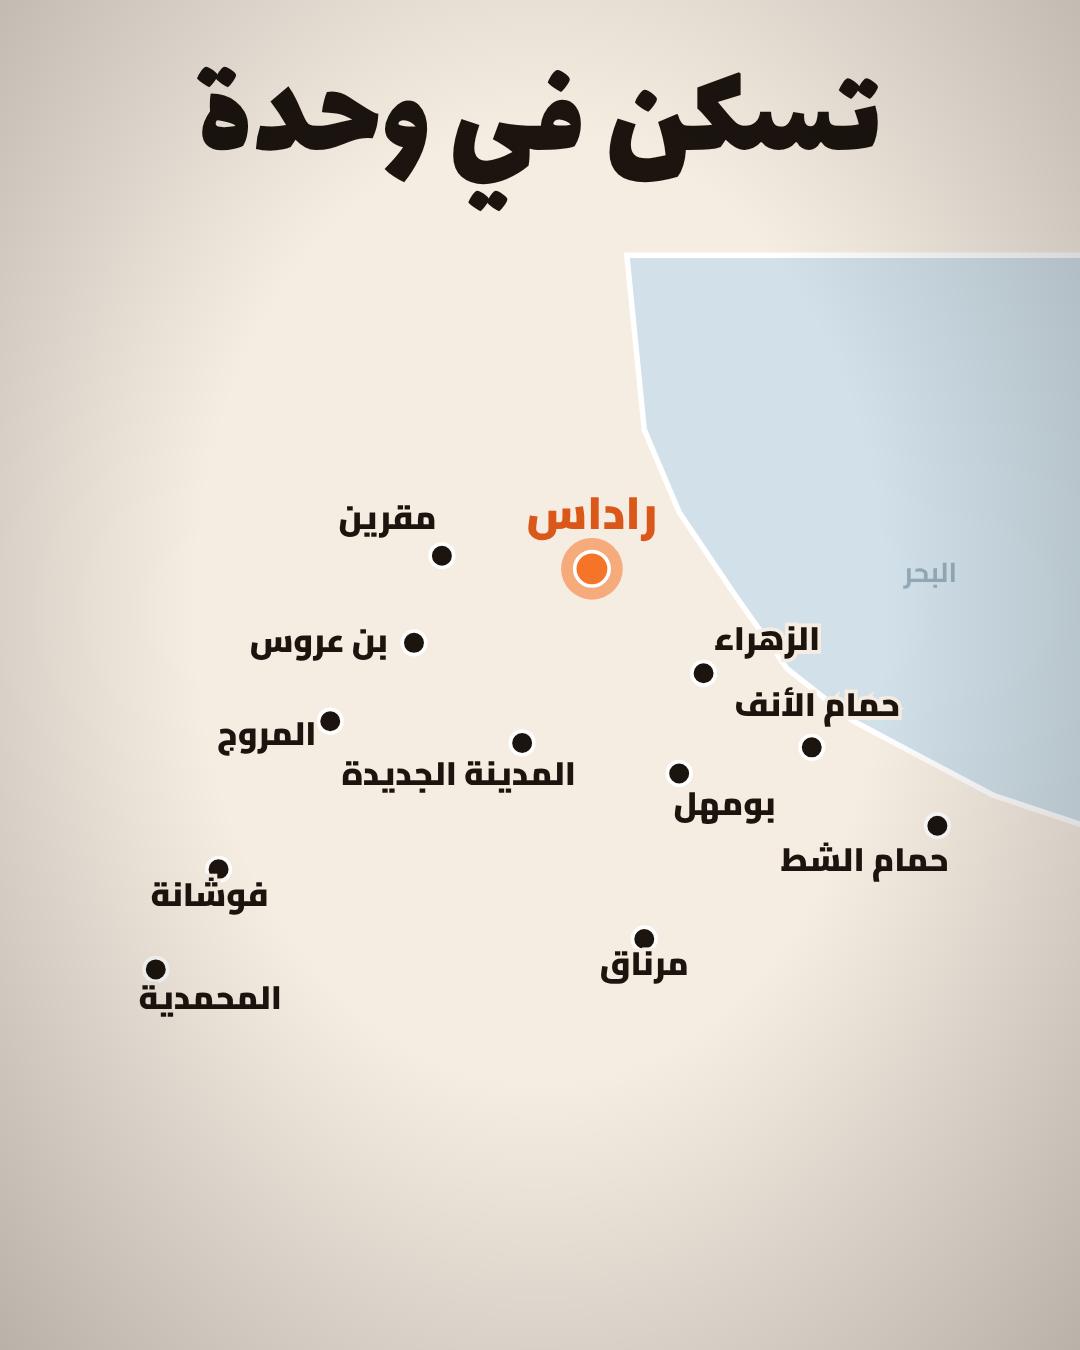 تسكن في وحدة
راداس
مقرين
البحر
الزهراء
بن عروس
حمام الأنف
المروج
المدينة الجديدة
بومهل
حمام الشط
فوشانة
مرناق
المحمدية